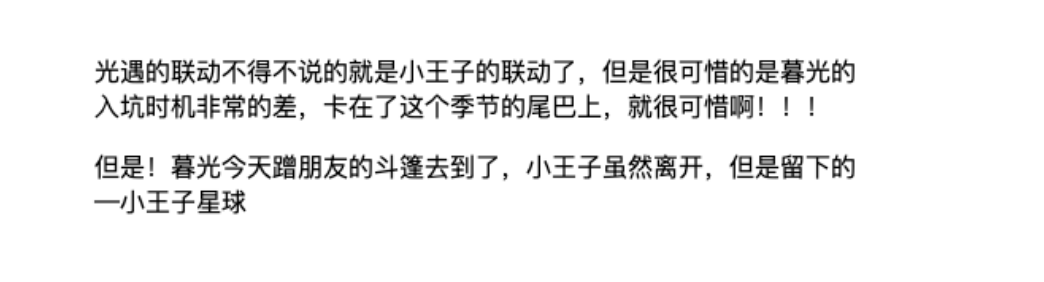 光遇的联动不得不说的就是小王子的联动了，但是很可惜的是暮光的
入坑时机非常的差，卡在了这个季节的尾巴上，就很可惜啊！！！
但是！暮光今天蹭朋友的斗篷去到了，小王子虽然离开，但是留下的
—小王子星球